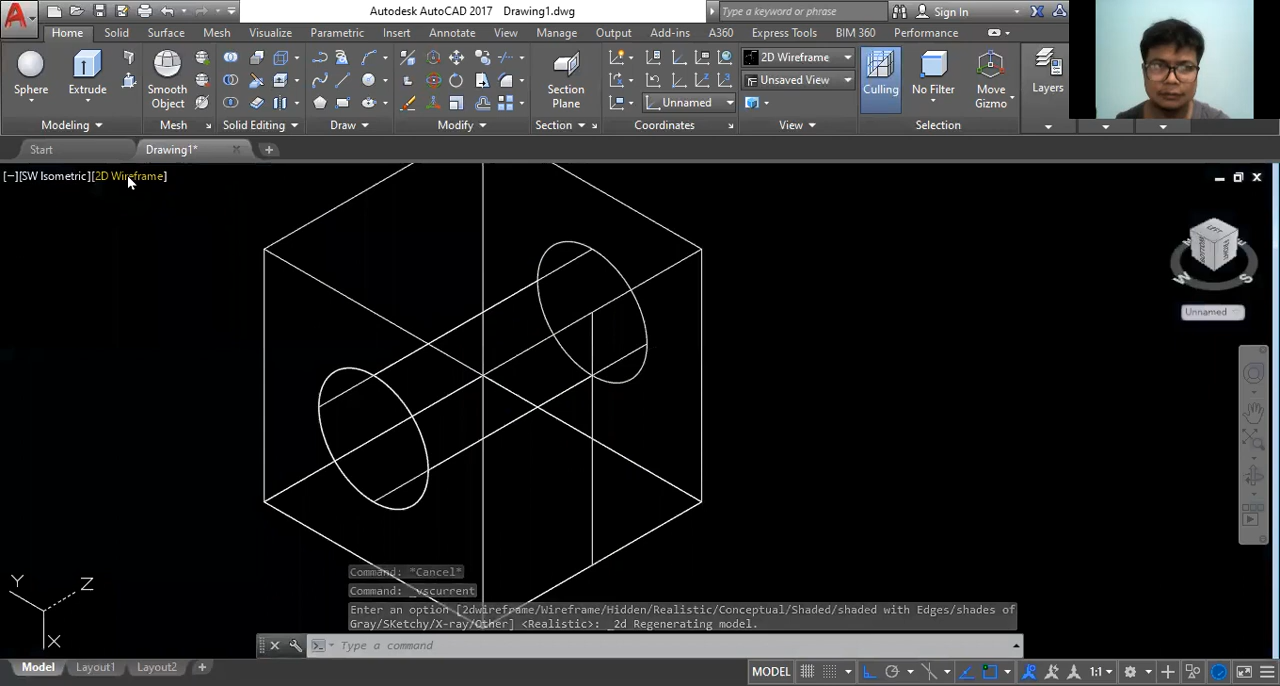 Autodesk AutoCAD 2017 Drawing1.dwg
Type a keyword or phrase
Sign In
Home Solid Surface Mesh Visualize Parametric Insert Annotate View Manage Output Add-ins A360 Express Tools BIM 360 Performance
Sphere
Extrude
Smooth
Object
Section
Plane
Unnamed
2D Wireframe
Unsaved View
Culling
No Filter
Move
Gizmo
Layers
Modeling
Mesh
Solid Editing
Draw
Modify
Section
Coordinates
View
Selection
Start
Drawing1*
[−][SW Isometric][2D Wireframe]
LEFT
W
S
Unnamed
Y
Z
X
Command: *Cancel*
Command: _vscurrent
Enter an option [2dwireframe/Wireframe/Hidden/Realistic/Conceptual/Shaded/shaded with Edges/shades of
Gray/SKetchy/X-ray/Other] <Realistic>: _2d Regenerating model.
Type a command
Model Layout1 Layout2 +
MODEL
1:1